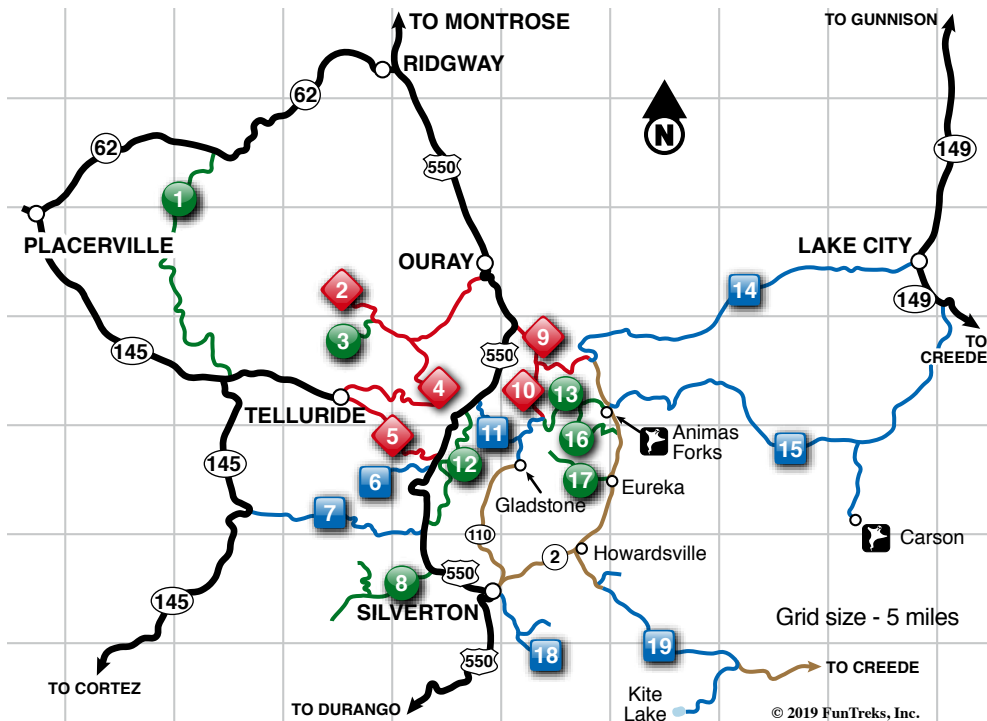 TO MONTROSE
TO GUNNISON
RIDGWAY
62
62
550
149
N
1
PLACERVILLE
OURAY
LAKE CITY
2
14
149
3
9
550
TO
CREEDE
145
4
10
13
TELLURIDE
5
11
16
Animas
Forks
15
145
12
6
17
Eureka
Gladstone
7
110
Carson
2
Howardsville
8
550
145
SILVERTON
Grid size - 5 miles
18
19
550
TO CREEDE
TO CORTEZ
Kite
Lake
TO DURANGO
© 2019 FunTreks, Inc.